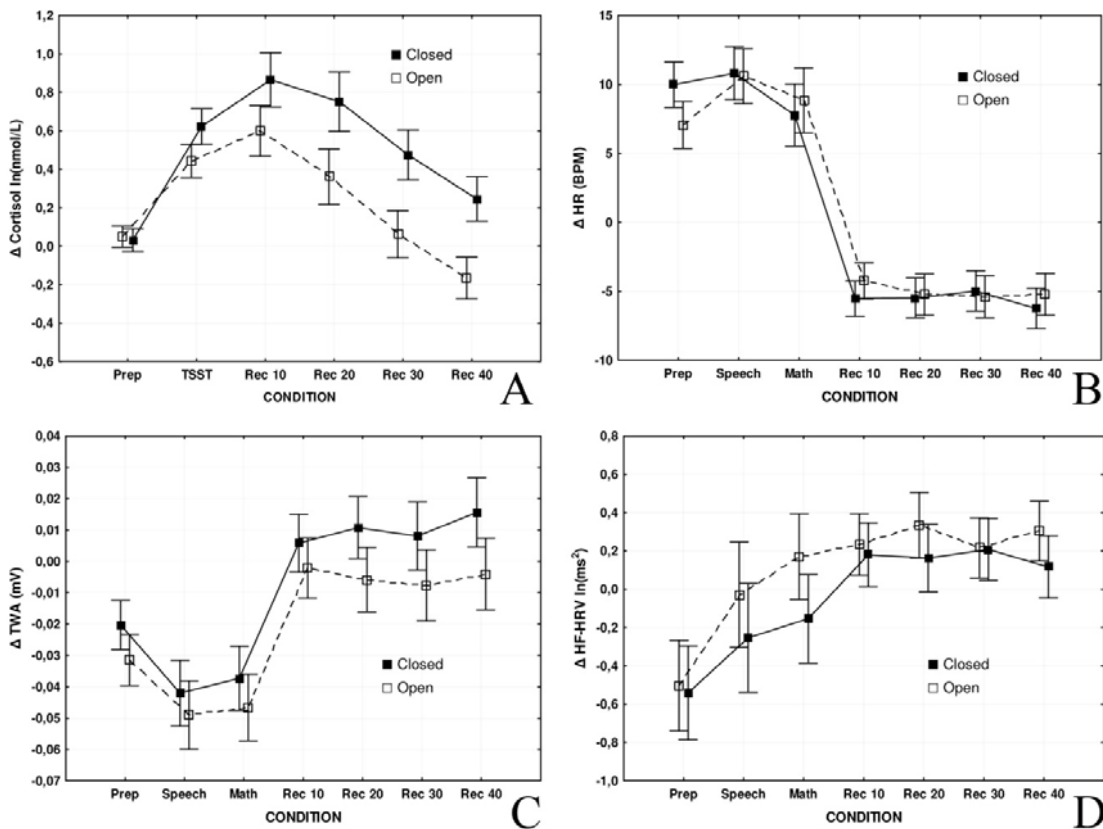 1,2
1,0
0,8
0,6
0,4
0,2
0,0
-0,2
-0,4
-0,6
Δ Cortisol ln(nmol/L)
Closed
Open
Prep TSST Rec 10 Rec 20 Rec 30 Rec 40
CONDITION
A
15
10
5
0
-5
-10
Δ HR (BPM)
Closed
Open
Prep Speech Math Rec 10 Rec 20 Rec 30 Rec 40
CONDITION
B
0,04
0,03
0,02
0,01
0,00
-0,01
-0,02
-0,03
-0,04
-0,05
-0,06
-0,07
Δ TWA (mV)
Closed
Open
Prep Speech Math Rec 10 Rec 20 Rec 30 Rec 40
CONDITION
C
0,8
0,6
0,4
0,2
0,0
-0,2
-0,4
-0,6
-0,8
-1,0
Δ HF-HRV ln(ms²)
Closed
Open
Prep Speech Math Rec 10 Rec 20 Rec 30 Rec 40
CONDITION
D